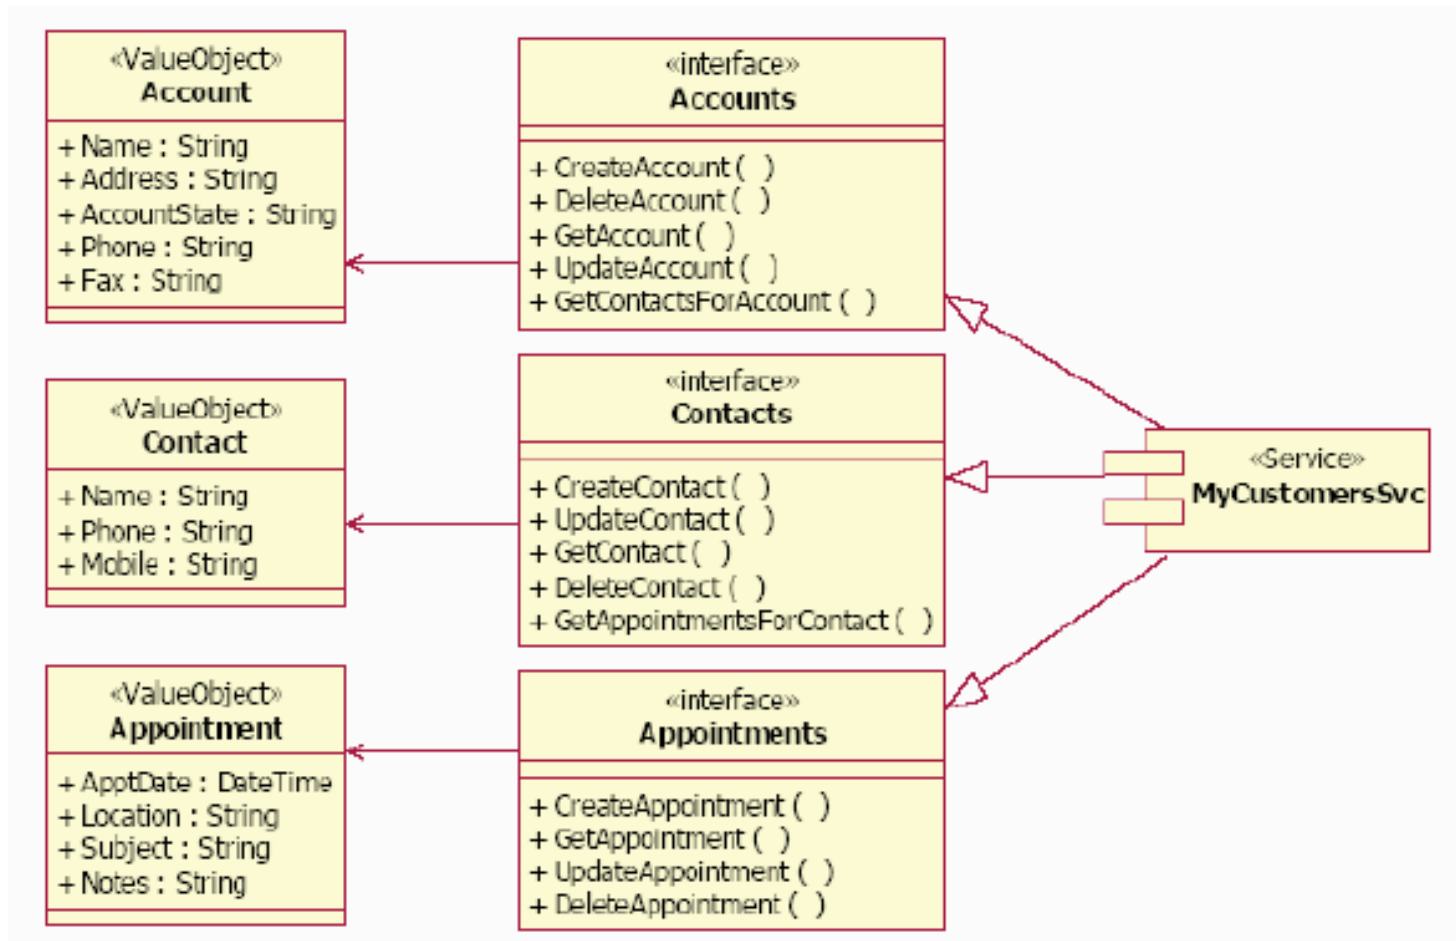 «ValueObject»
Account
+ Name : String
+ Address : String
+ AccountState : String
+ Phone : String
+ Fax : String
«interface»
Accounts
+ CreateAccount ( )
+ DeleteAccount ( )
+ GetAccount ( )
+ UpdateAccount ( )
+ GetContactsForAccount ( )
«ValueObject»
Contact
+ Name : String
+ Phone : String
+ Mobile : String
«interface»
Contacts
+ CreateContact ( )
+ UpdateContact ( )
+ GetContact ( )
+ DeleteContact ( )
+ GetAppointmentsForContact ( )
«Service»
MyCustomersSvc
«ValueObject»
Appointment
+ ApptDate : DateTime
+ Location : String
+ Subject : String
+ Notes : String
«interface»
Appointments
+ CreateAppointment ( )
+ GetAppointment ( )
+ UpdateAppointment ( )
+ DeleteAppointment ( )